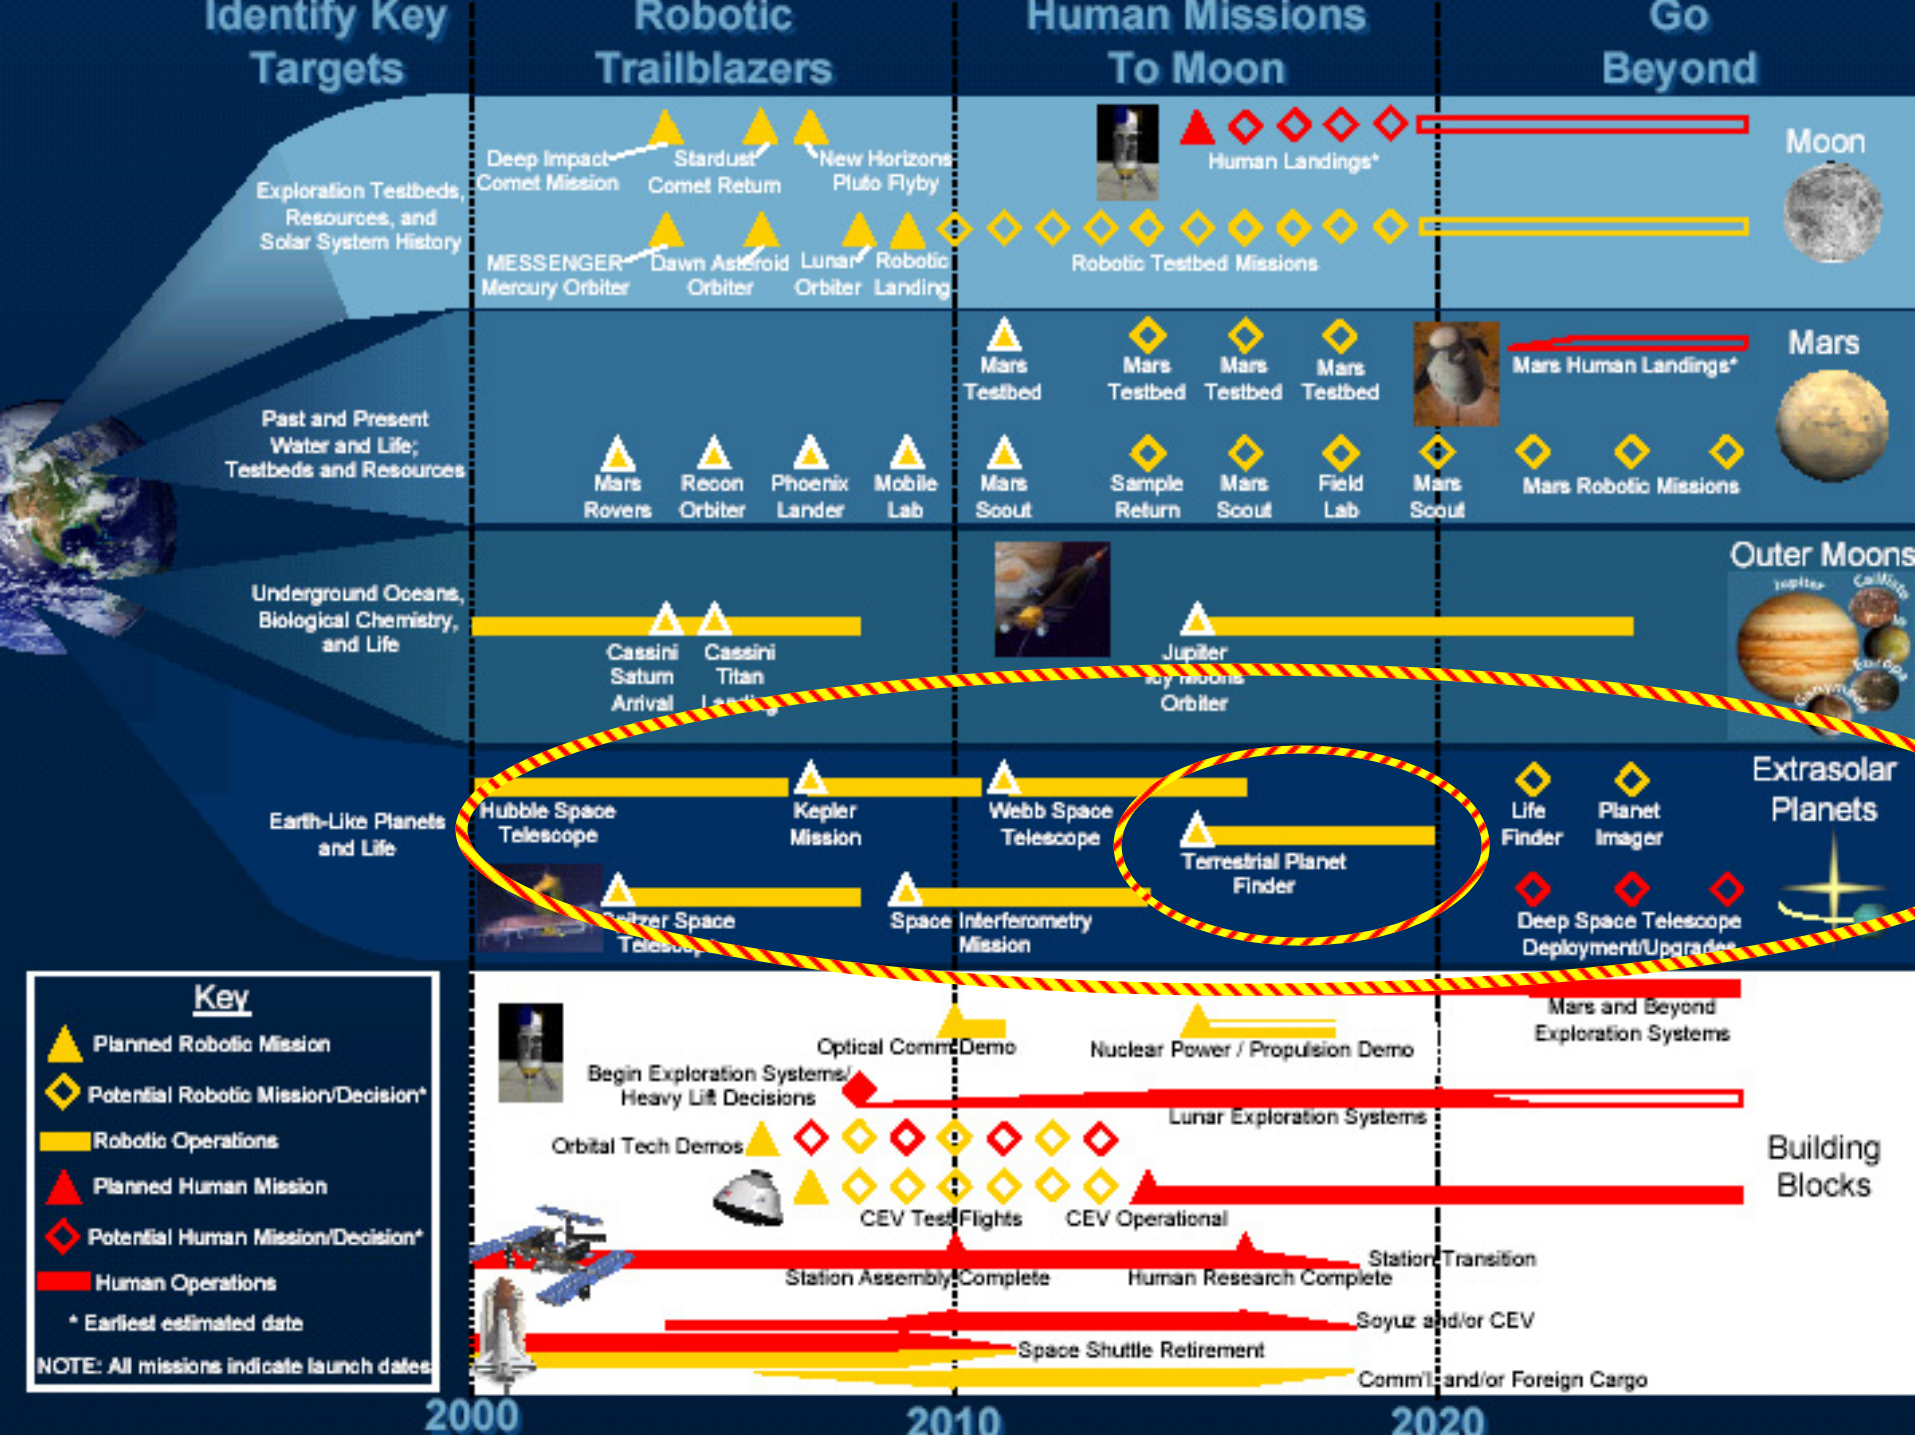 Identify Key
Targets
Robotic
Trailblazers
Human Missions
To Moon
Go
Beyond
Exploration Testbeds,
Resources, and
Solar System History
Deep Impact
Comet Mission
Stardust
Comet Return
New Horizons
Pluto Flyby
Human Landings*
Moon
MESSENGER
Mercury Orbiter
Dawn Asteroid
Orbiter
Lunar
Orbiter
Robotic
Landing
Robotic Testbed Missions
Past and Present
Water and Life;
Testbeds and Resources
Mars
Testbed
Mars
Testbed
Mars
Testbed
Mars
Testbed
Mars Human Landings*
Mars
Mars
Rovers
Recon
Orbiter
Phoenix
Lander
Mobile
Lab
Mars
Scout
Sample
Return
Mars
Scout
Field
Lab
Mars
Scout
Mars Robotic Missions
Underground Oceans,
Biological Chemistry,
and Life
Cassini
Saturn
Arrival
Cassini
Titan
Landing
Jupiter
Icy Moons
Orbiter
Outer Moons
Jupiter
Callisto
Io
Europa
Ganymede
Earth-Like Planets
and Life
Hubble Space
Telescope
Kepler
Mission
Webb Space
Telescope
Terrestrial Planet
Finder
Life
Finder
Planet
Imager
Extrasolar
Planets
Spitzer Space
Telescope
Space Interferometry
Mission
Deep Space Telescope
Deployment/Upgrades
Key
Planned Robotic Mission
Potential Robotic Mission/Decision*
Robotic Operations
Planned Human Mission
Potential Human Mission/Decision*
Human Operations
* Earliest estimated date
NOTE: All missions indicate launch dates
Mars and Beyond
Exploration Systems
Optical Comm Demo
Nuclear Power / Propulsion Demo
Begin Exploration Systems/
Heavy Lift Decisions
Lunar Exploration Systems
Orbital Tech Demos
CEV Test Flights
CEV Operational
Building
Blocks
Station Transition
Station Assembly Complete
Human Research Complete
Soyuz and/or CEV
Space Shuttle Retirement
Comm'l. and/or Foreign Cargo
2000
2010
2020